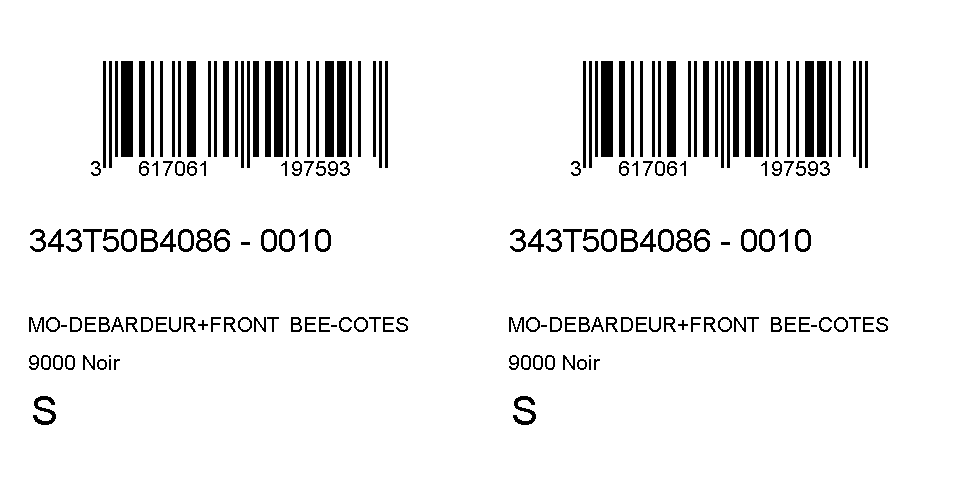 3 617061 197593
343T50B4086 - 0010
MO-DEBARDEUR+FRONT BEE-COTES
9000 Noir
S
3 617061 197593
343T50B4086 - 0010
MO-DEBARDEUR+FRONT BEE-COTES
9000 Noir
S